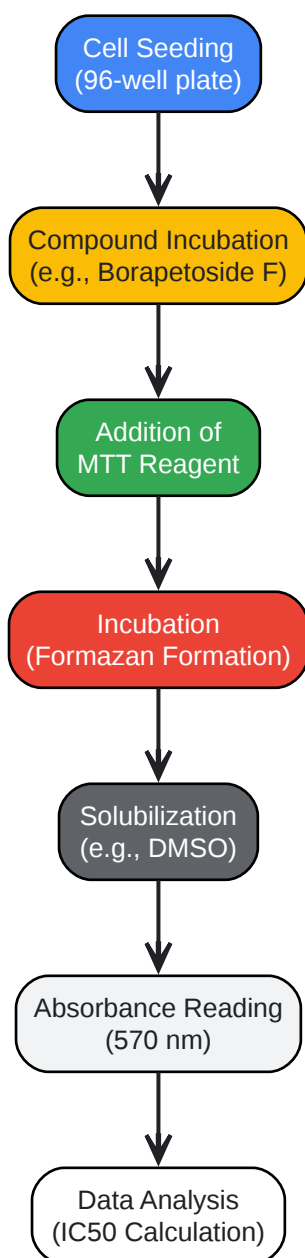 Cell Seeding
(96-well plate)
Compound Incubation
(e.g., Borapetoside F)
Addition of
MTT Reagent
Incubation
(Formazan Formation)
Solubilization
(e.g., DMSO)
Absorbance Reading
(570 nm)
Data Analysis
(IC50 Calculation)